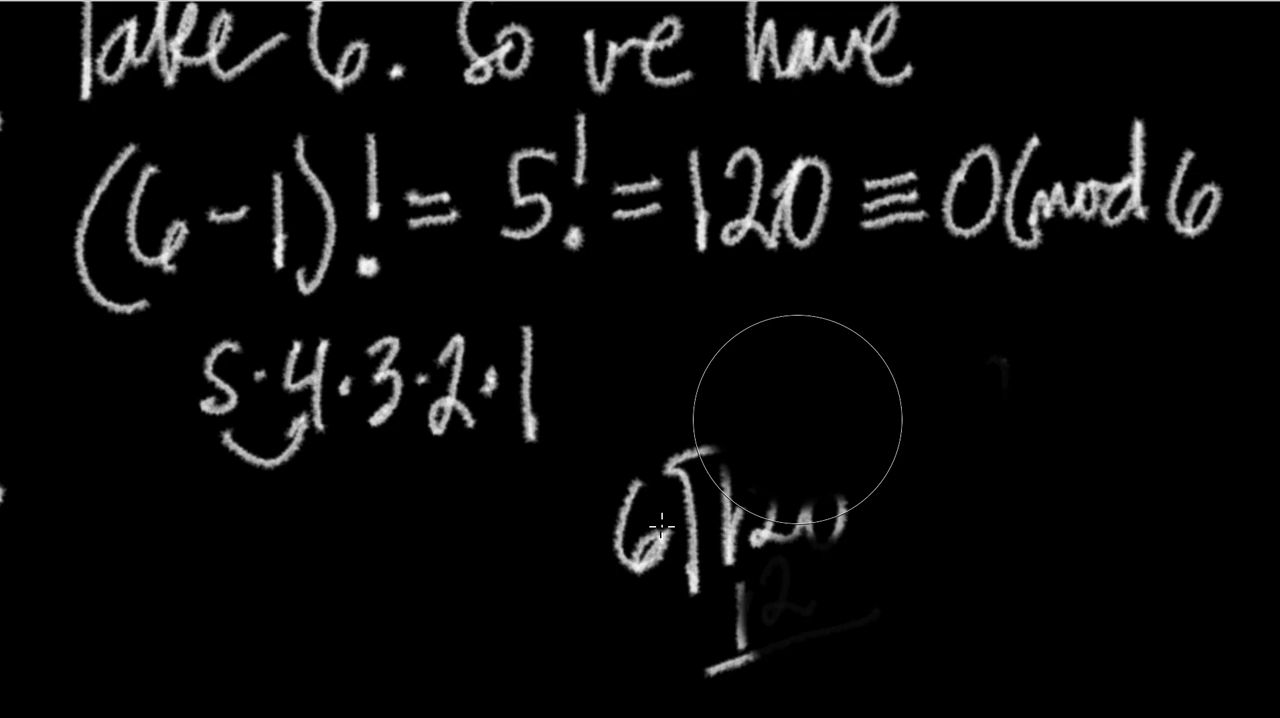 Take 6. So we have
(6-1)! = 5! = 120 ≡ 0(mod 6
5·4·3·2·1
6 120
12